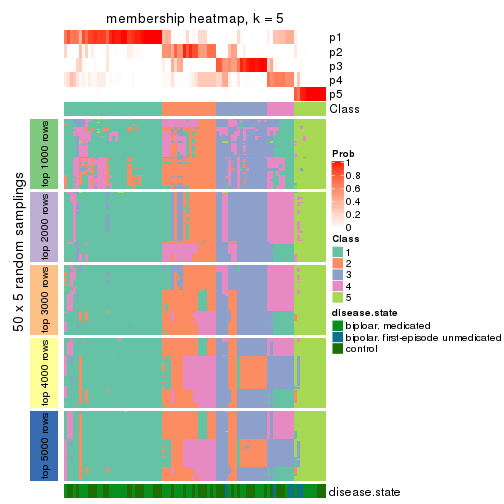 membership heatmap, k = 5
p1
p2
p3
p4
p5
Class
50 x 5 random samplings
top 1000 rows
top 2000 rows
top 3000 rows
top 4000 rows
top 5000 rows
Prob
1
0.8
0.6
0.4
0.2
0
Class
1
2
3
4
5
disease.state
biploar. medicated
bipolar. first-episode unmedicated
control
disease.state